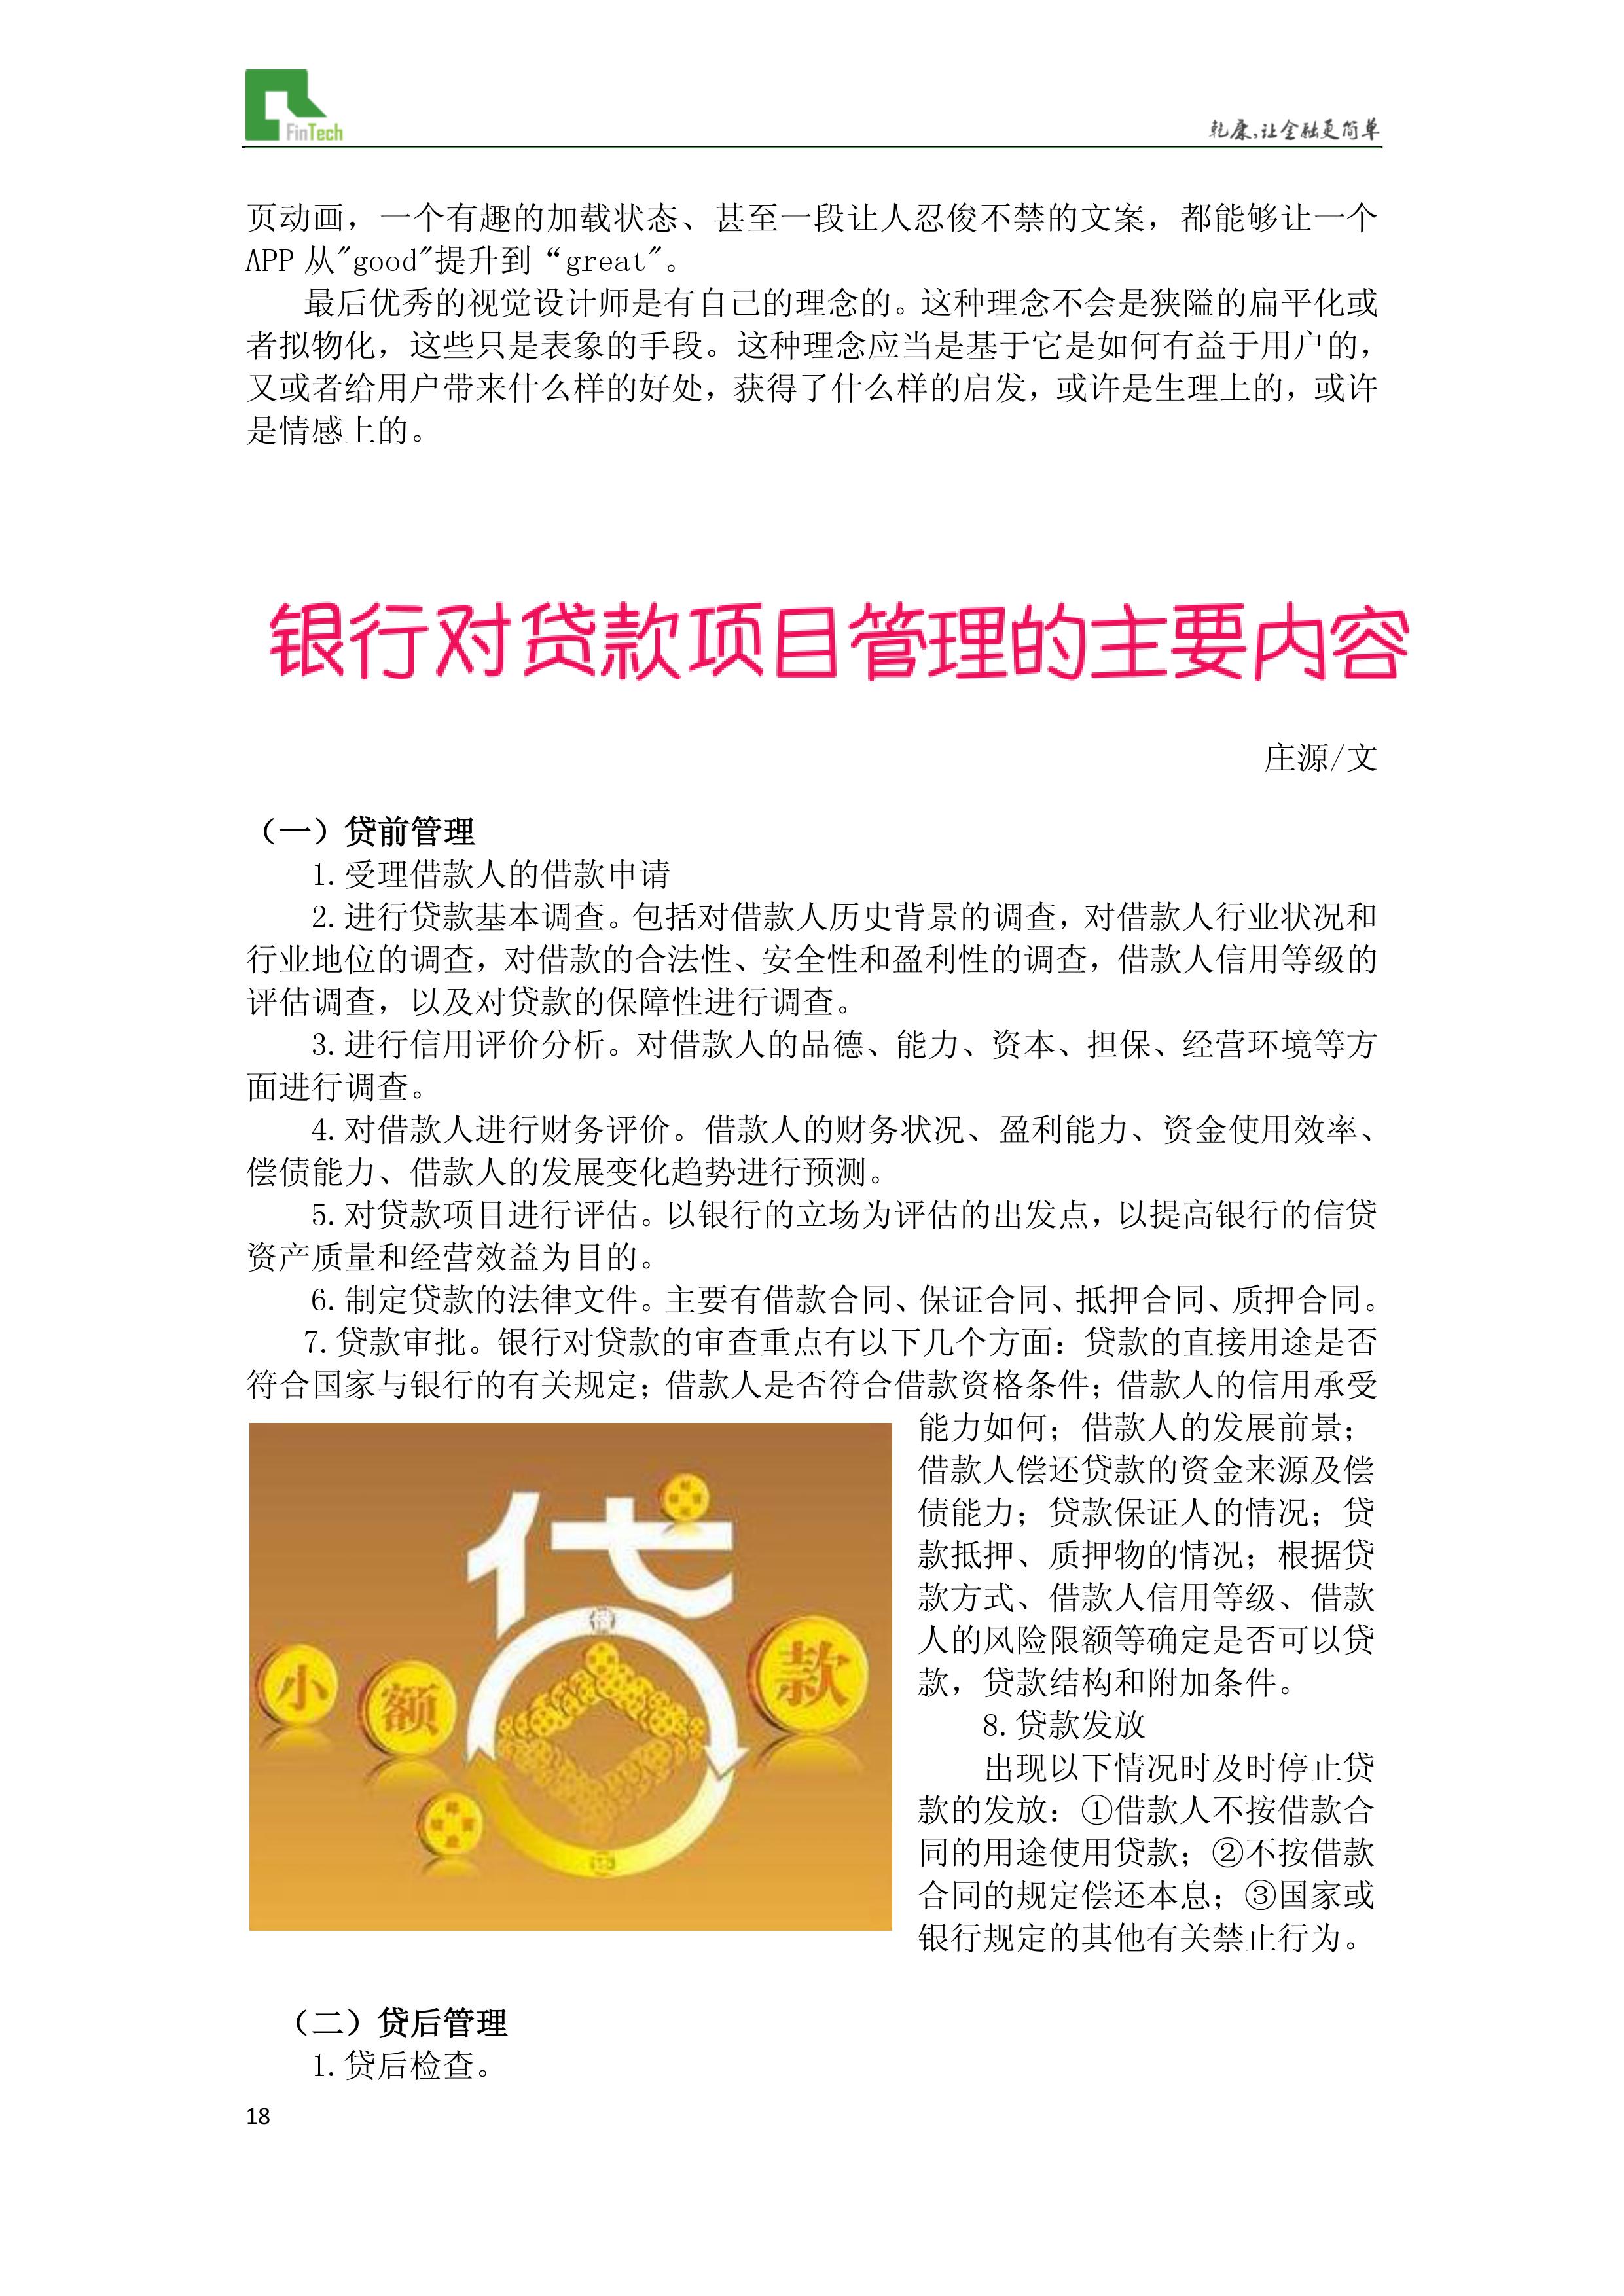 FinTech
乾康,让金融更简单
页动画，一个有趣的加载状态、甚至一段让人忍俊不禁的文案，都能够让一个
APP 从"good"提升到“great"。
最后优秀的视觉设计师是有自己的理念的。这种理念不会是狭隘的扁平化或
者拟物化，这些只是表象的手段。这种理念应当是基于它是如何有益于用户的，
又或者给用户带来什么样的好处，获得了什么样的启发，或许是生理上的，或许
是情感上的。
银行对贷款项目管理的主要内容
庄源/文
（一）贷前管理
1.受理借款人的借款申请
2.进行贷款基本调查。包括对借款人历史背景的调查，对借款人行业状况和
行业地位的调查，对借款的合法性、安全性和盈利性的调查，借款人信用等级的
评估调查，以及对贷款的保障性进行调查。
3.进行信用评价分析。对借款人的品德、能力、资本、担保、经营环境等方
面进行调查。
4.对借款人进行财务评价。借款人的财务状况、盈利能力、资金使用效率、
偿债能力、借款人的发展变化趋势进行预测。
5.对贷款项目进行评估。以银行的立场为评估的出发点，以提高银行的信贷
资产质量和经营效益为目的。
6.制定贷款的法律文件。主要有借款合同、保证合同、抵押合同、质押合同。
7.贷款审批。银行对贷款的审查重点有以下几个方面：贷款的直接用途是否
符合国家与银行的有关规定；借款人是否符合借款资格条件；借款人的信用承受
能力如何；借款人的发展前景；
借款人偿还贷款的资金来源及偿
债能力；贷款保证人的情况；贷
款抵押、质押物的情况；根据贷
款方式、借款人信用等级、借款
人的风险限额等确定是否可以贷
款，贷款结构和附加条件。
8.贷款发放
出现以下情况时及时停止贷
款的发放：①借款人不按借款合
同的用途使用贷款；②不按借款
合同的规定偿还本息；③国家或
银行规定的其他有关禁止行为。
小
额
贷
款
（二）贷后管理
1.贷后检查。
18